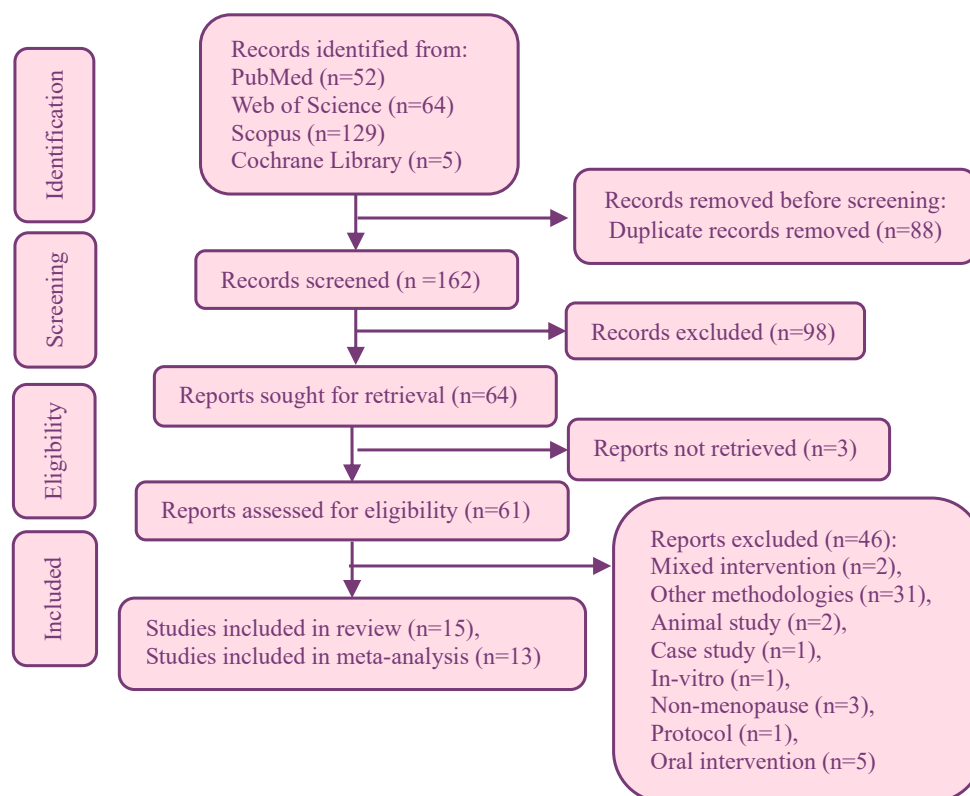 Identification
Records identified from:
PubMed (n=52)
Web of Science (n=64)
Scopus (n=129)
Cochrane Library (n=5)
Records removed before screening:
Duplicate records removed (n=88)
Screening
Records screened (n =162)
Records excluded (n=98)
Reports sought for retrieval (n=64)
Eligibility
Reports not retrieved (n=3)
Reports assessed for eligibility (n=61)
Included
Reports excluded (n=46):
Mixed intervention (n=2),
Other methodologies (n=31),
Animal study (n=2),
Case study (n=1),
In-vitro (n=1),
Non-menopause (n=3),
Protocol (n=1),
Oral intervention (n=5)
Studies included in review (n=15),
Studies included in meta-analysis (n=13)